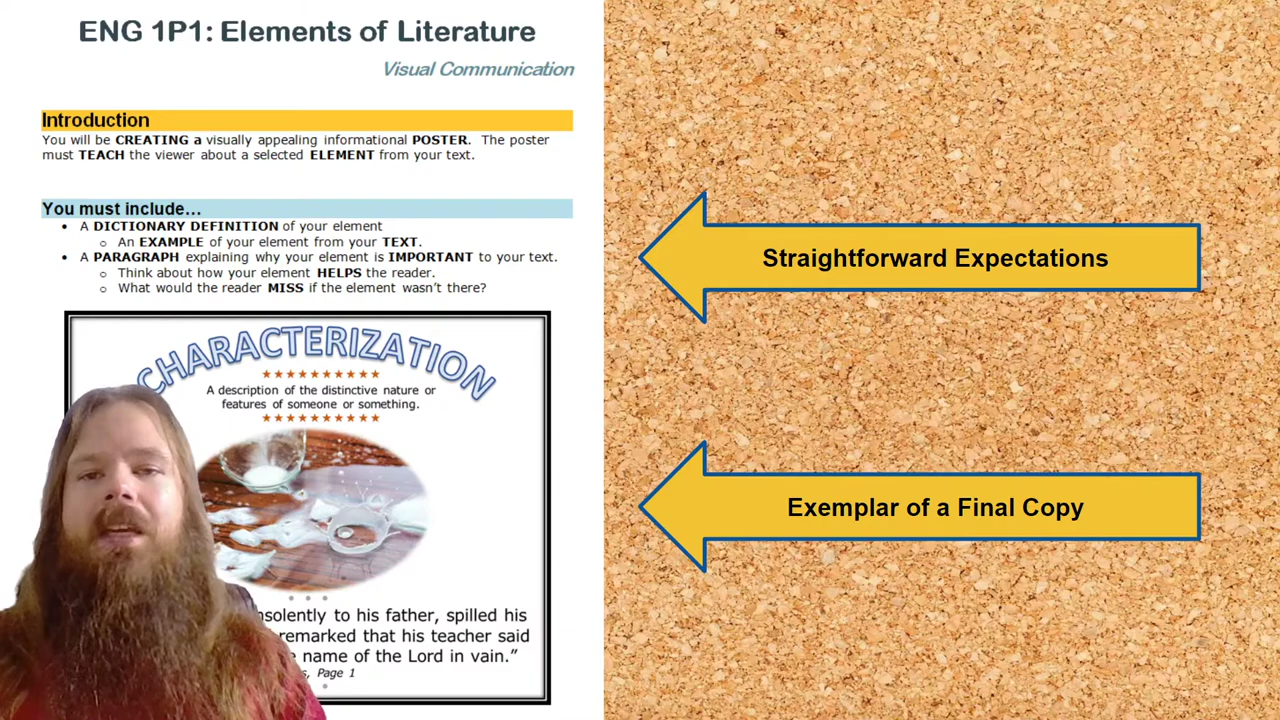 ENG 1P1: Elements of Literature
Visual Communication
Introduction
You will be CREATING a visually appealing informational POSTER. The poster
must TEACH the viewer about a selected ELEMENT from your text.
You must include…
• A DICTIONARY DEFINITION of your element
o An EXAMPLE of your element from your TEXT.
• A PARAGRAPH explaining why your element is IMPORTANT to your text.
o Think about how your element HELPS the reader.
o What would the reader MISS if the element wasn't there?
CHARACTERIZATION
A description of the distinctive nature or
features of someone or something.
to his father, spilled his
remarked that his teacher said
name of the Lord in vain.”
Page 1
Straightforward Expectations
Exemplar of a Final Copy